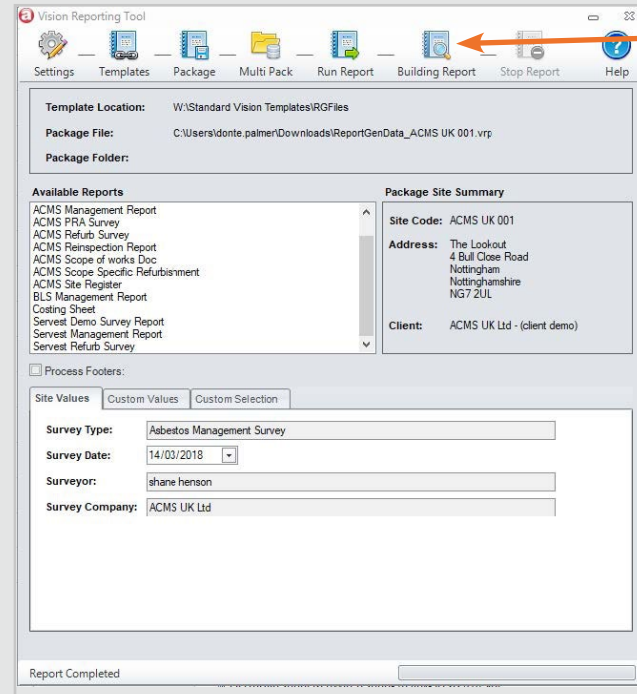 Vision Reporting Tool
Settings Templates Package Multi Pack Run Report Building Report Stop Report Help
Template Location: W:\Standard Vision Templates\RGFiles
Package File: C:\Users\donte.palmer\Downloads\ReportGenData_ACMS UK 001.vrp
Package Folder:
Available Reports
ACMS Management Report
ACMS PRA Survey
ACMS Refurb Survey
ACMS Reinspection Report
ACMS Scope of works Doc
ACMS Scope Specific Refurbishment
ACMS Site Register
BLS Management Report
Costing Sheet
Servest Demo Survey Report
Servest Management Report
Servest Refurb Survey
Package Site Summary
Site Code: ACMS UK 001
Address: The Lookout
4 Bull Close Road
Nottingham
Nottinghamshire
NG7 2UL
Client: ACMS UK Ltd - (client demo)
Process Footers:
Site Values Custom Values Custom Selection
Survey Type: Asbestos Management Survey
Survey Date: 14/03/2018
Surveyor: shane henson
Survey Company: ACMS UK Ltd
Report Completed